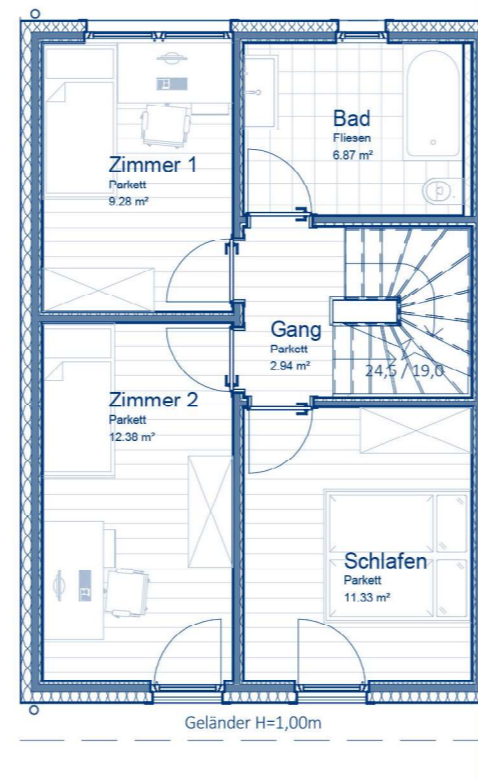 Bad
Fliesen
6.87 m²
Zimmer 1
Parkett
9.28 m²
Gang
Parkett
2.94 m²
24,5 / 19,0
Zimmer 2
Parkett
12.38 m²
Schlafen
Parkett
11.33 m²
Geländer H=1,00m